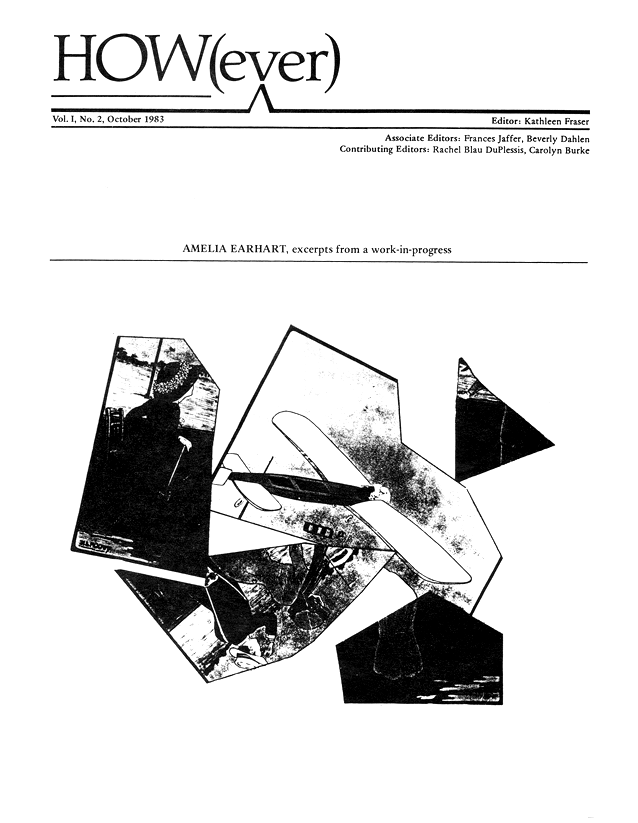 HOW(ever)
Vol. I, No. 2, October 1983
Editor: Kathleen Fraser
Associate Editors: Frances Jaffer, Beverly Dahlen
Contributing Editors: Rachel Blau DuPlessis, Carolyn Burke
AMELIA EARHART, excerpts from a work-in-progress